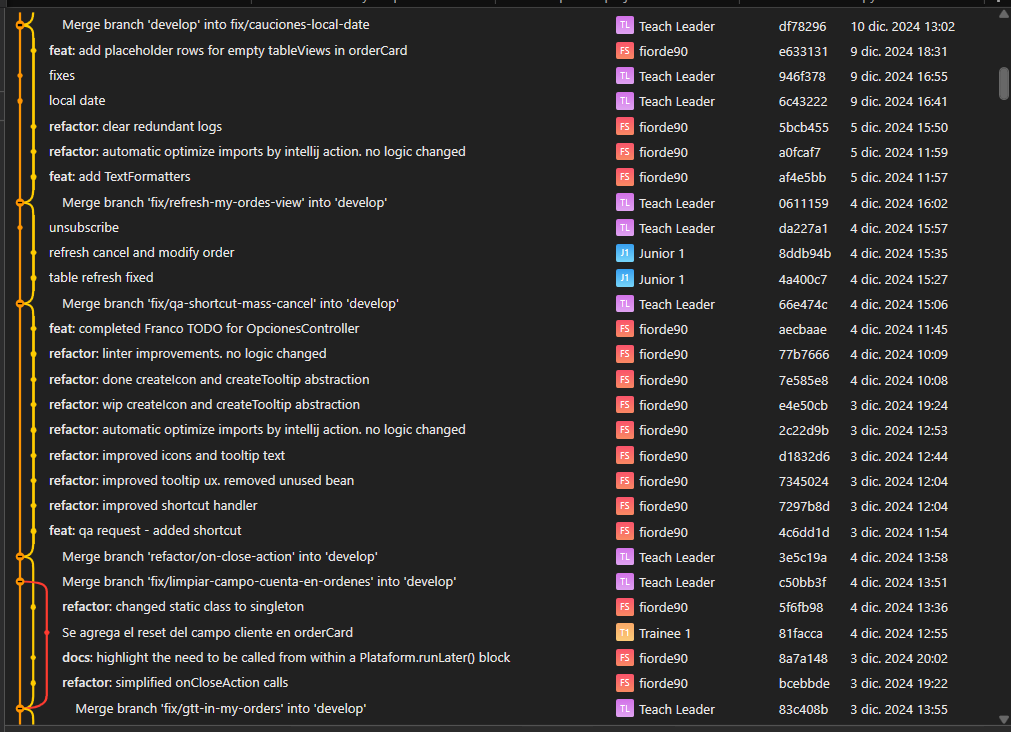 Merge branch 'develop' into fix/cauciones-local-date TL Teach Leader df78296 10 dic. 2024 13:02
feat: add placeholder rows for empty tableViews in orderCard FS fiorde90 e633131 9 dic. 2024 18:31
fixes TL Teach Leader 946f378 9 dic. 2024 16:55
local date TL Teach Leader 6c43222 9 dic. 2024 16:41
refactor: clear redundant logs FS fiorde90 5bcb455 5 dic. 2024 15:50
refactor: automatic optimize imports by intellij action. no logic changed FS fiorde90 a0fcaf7 5 dic. 2024 11:59
feat: add TextFormatters FS fiorde90 af4e5bb 5 dic. 2024 11:57
Merge branch 'fix/refresh-my-ordes-view' into 'develop' TL Teach Leader 0611159 4 dic. 2024 16:02
unsubscribe TL Teach Leader da227a1 4 dic. 2024 15:57
refresh cancel and modify order J1 Junior 1 8ddb94b 4 dic. 2024 15:35
table refresh fixed J1 Junior 1 4a400c7 4 dic. 2024 15:27
Merge branch 'fix/qa-shortcut-mass-cancel' into 'develop' TL Teach Leader 66e474c 4 dic. 2024 15:06
feat: completed Franco TODO for OpcionesController FS fiorde90 aecbaae 4 dic. 2024 11:45
refactor: linter improvements. no logic changed FS fiorde90 77b7666 4 dic. 2024 10:09
refactor: done createIcon and createTooltip abstraction FS fiorde90 7e585e8 4 dic. 2024 10:08
refactor: wip createIcon and createTooltip abstraction FS fiorde90 e4e50cb 3 dic. 2024 19:24
refactor: automatic optimize imports by intellij action. no logic changed FS fiorde90 2c22d9b 3 dic. 2024 12:53
refactor: improved icons and tooltip text FS fiorde90 d1832d6 3 dic. 2024 12:44
refactor: improved tooltip ux. removed unused bean FS fiorde90 7345024 3 dic. 2024 12:04
refactor: improved shortcut handler FS fiorde90 7297b8d 3 dic. 2024 12:04
feat: qa request - added shortcut FS fiorde90 4c6dd1d 3 dic. 2024 11:54
Merge branch 'refactor/on-close-action' into 'develop' TL Teach Leader 3e5c19a 4 dic. 2024 13:58
Merge branch 'fix/limpiar-campo-cuenta-en-ordenes' into 'develop' TL Teach Leader c50bb3f 4 dic. 2024 13:51
refactor: changed static class to singleton FS fiorde90 5f6fb98 4 dic. 2024 13:36
Se agrega el reset del campo cliente en orderCard T1 Trainee 1 81facca 4 dic. 2024 12:55
docs: highlight the need to be called from within a Plataform.runLater() block FS fiorde90 8a7a148 3 dic. 2024 20:02
refactor: simplified onCloseAction calls FS fiorde90 bcebbde 3 dic. 2024 19:22
Merge branch 'fix/gtt-in-my-orders' into 'develop' TL Teach Leader 83c408b 3 dic. 2024 13:55